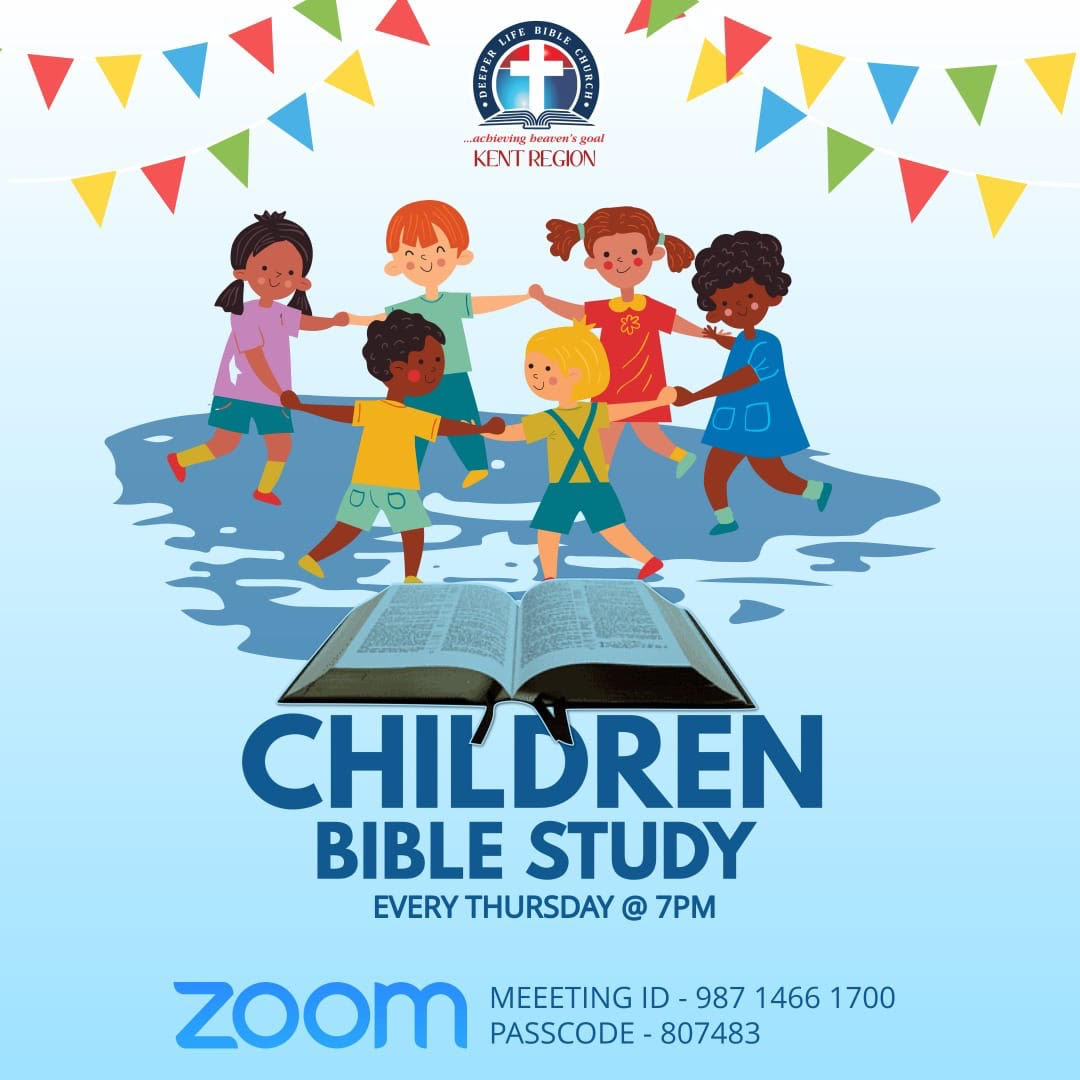 • DEEPER LIFE BIBLE CHURCH •
...achieving heaven's goal
KENT REGION
CHILDREN
BIBLE STUDY
EVERY THURSDAY @ 7PM
zoom
MEEETING ID - 987 1466 1700
PASSCODE - 807483